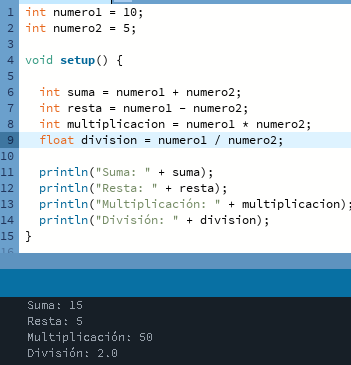 1 int numero1 = 10;
2 int numero2 = 5;
3
4 void setup() {
5
6 int suma = numero1 + numero2;
7 int resta = numero1 - numero2;
8 int multiplicacion = numero1 * numero2;
9 float division = numero1 / numero2;
10
11 println("Suma: " + suma);
12 println("Resta: " + resta);
13 println("Multiplicación: " + multiplicacion);
14 println("División: " + division);
15 }
16
Suma: 15
Resta: 5
Multiplicación: 50
División: 2.0